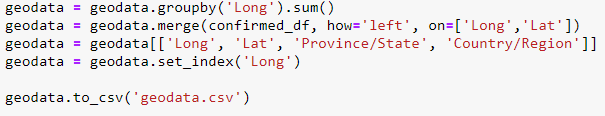 geodata = geodata.groupby('Long').sum()
geodata = geodata.merge(confirmed_df, how='left', on=['Long','Lat'])
geodata = geodata[['Long', 'Lat', 'Province/State', 'Country/Region']]
geodata = geodata.set_index('Long')
geodata.to_csv('geodata.csv')